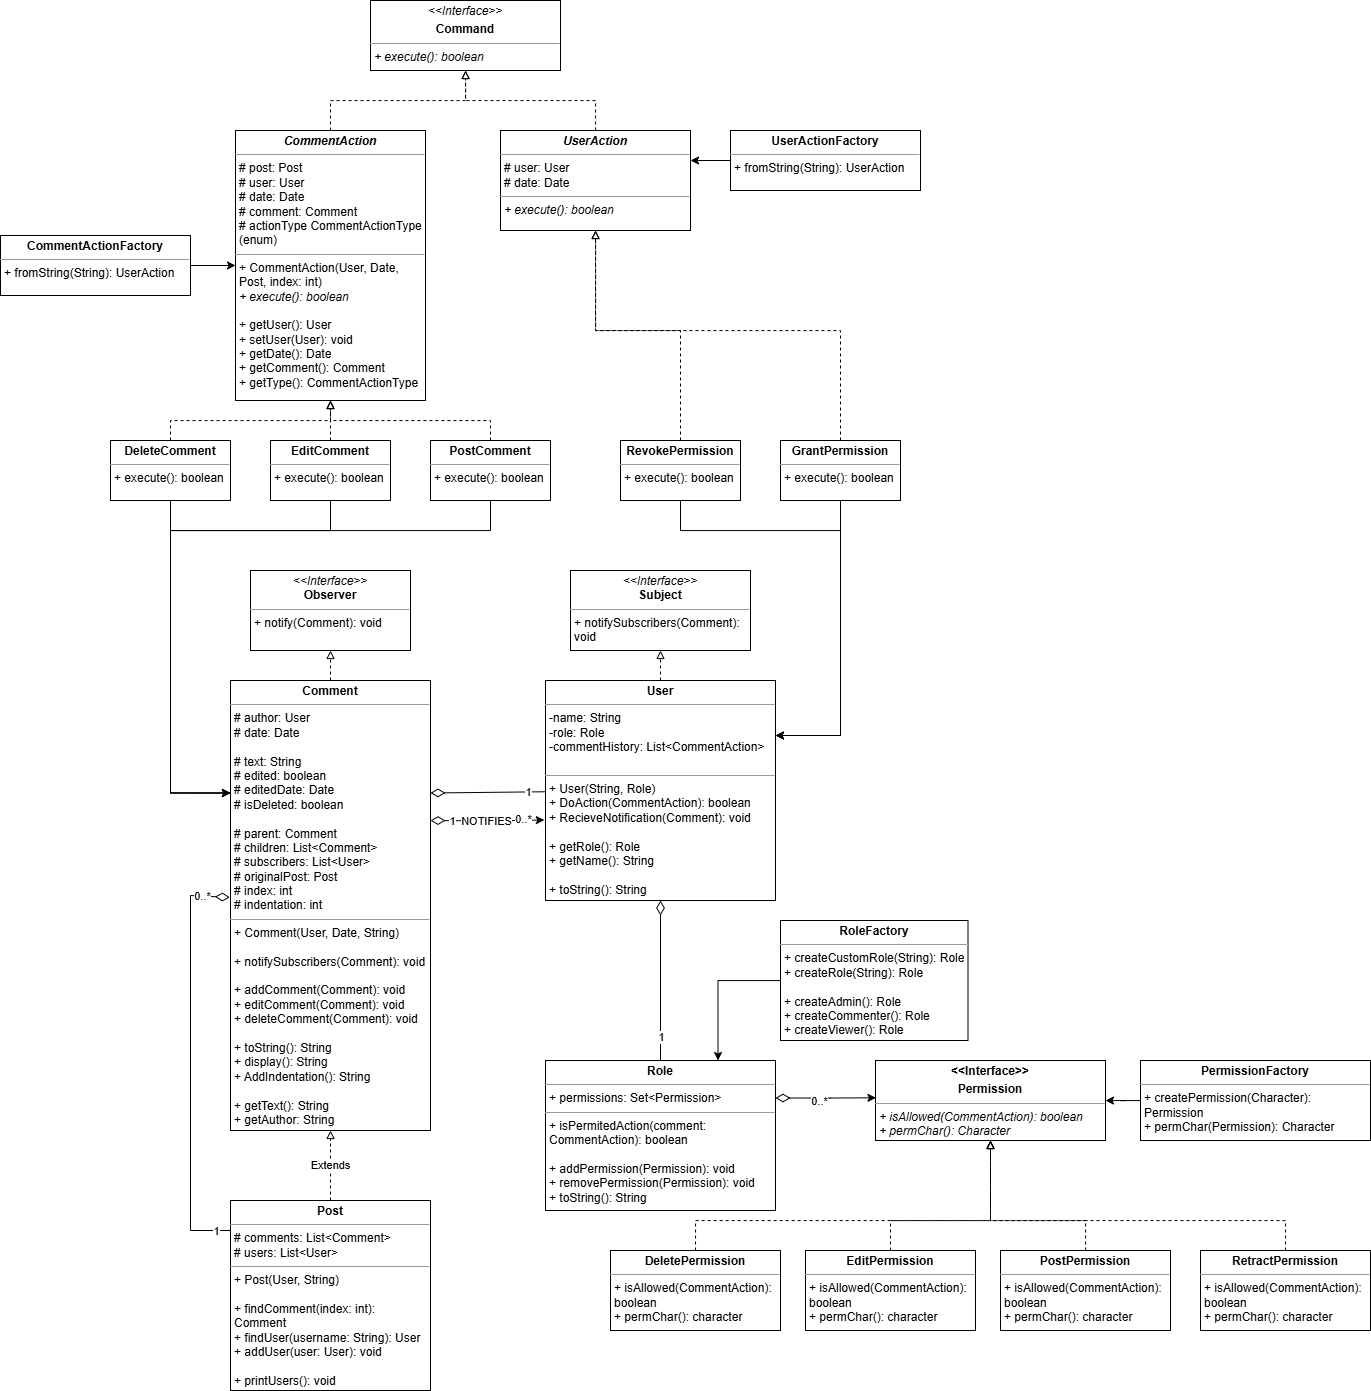 <<Interface>>
Command
+ execute(): boolean
CommentAction
# post: Post
# user: User
# date: Date
# comment: Comment
# actionType CommentActionType
(enum)
+ CommentAction(User, Date,
Post, index: int)
+ execute(): boolean
+ getUser(): User
+ setUser(User): void
+ getDate(): Date
+ getComment(): Comment
+ getType(): CommentActionType
UserAction
# user: User
# date: Date
+ execute(): boolean
UserActionFactory
+ fromString(String): UserAction
CommentActionFactory
+ fromString(String): UserAction
DeleteComment
+ execute(): boolean
EditComment
+ execute(): boolean
PostComment
+ execute(): boolean
RevokePermission
+ execute(): boolean
GrantPermission
+ execute(): boolean
<<Interface>>
Observer
+ notify(Comment): void
<<Interface>>
Subject
+ notifySubscribers(Comment):
void
Comment
# author: User
# date: Date
# text: String
# edited: boolean
# editedDate: Date
# isDeleted: boolean
# parent: Comment
# children: List<Comment>
# subscribers: List<User>
# originalPost: Post
# index: int
# indentation: int
+ Comment(User, Date, String)
+ notifySubscribers(Comment): void
+ addComment(Comment): void
+ editComment(Comment): void
+ deleteComment(Comment): void
+ toString(): String
+ display(): String
+ AddIndentation(): String
+ getText(): String
+ getAuthor: String
User
-name: String
-role: Role
-commentHistory: List<CommentAction>
+ User(String, Role)
+ DoAction(CommentAction): boolean
+ RecieveNotification(Comment): void
+ getRole(): Role
+ getName(): String
+ toString(): String
1
1
NOTIFIES
0..*
0..*
1
Extends
Post
# comments: List<Comment>
# users: List<User>
+ Post(User, String)
+ findComment(index: int):
Comment
+ findUser(username: String): User
+ addUser(user: User): void
+ printUsers(): void
1
RoleFactory
+ createCustomRole(String): Role
+ createRole(String): Role
+ createAdmin(): Role
+ createCommenter(): Role
+ createViewer(): Role
Role
+ permissions: Set<Permission>
+ isPermitedAction(comment:
CommentAction): boolean
+ addPermission(Permission): void
+ removePermission(Permission): void
+ toString(): String
0..*
<<Interface>>
Permission
+ isAllowed(CommentAction): boolean
+ permChar(): Character
PermissionFactory
+ createPermission(Character):
Permission
+ permChar(Permission): Character
DeletePermission
+ isAllowed(CommentAction):
boolean
+ permChar(): character
EditPermission
+ isAllowed(CommentAction):
boolean
+ permChar(): character
PostPermission
+ isAllowed(CommentAction):
boolean
+ permChar(): character
RetractPermission
+ isAllowed(CommentAction):
boolean
+ permChar(): character